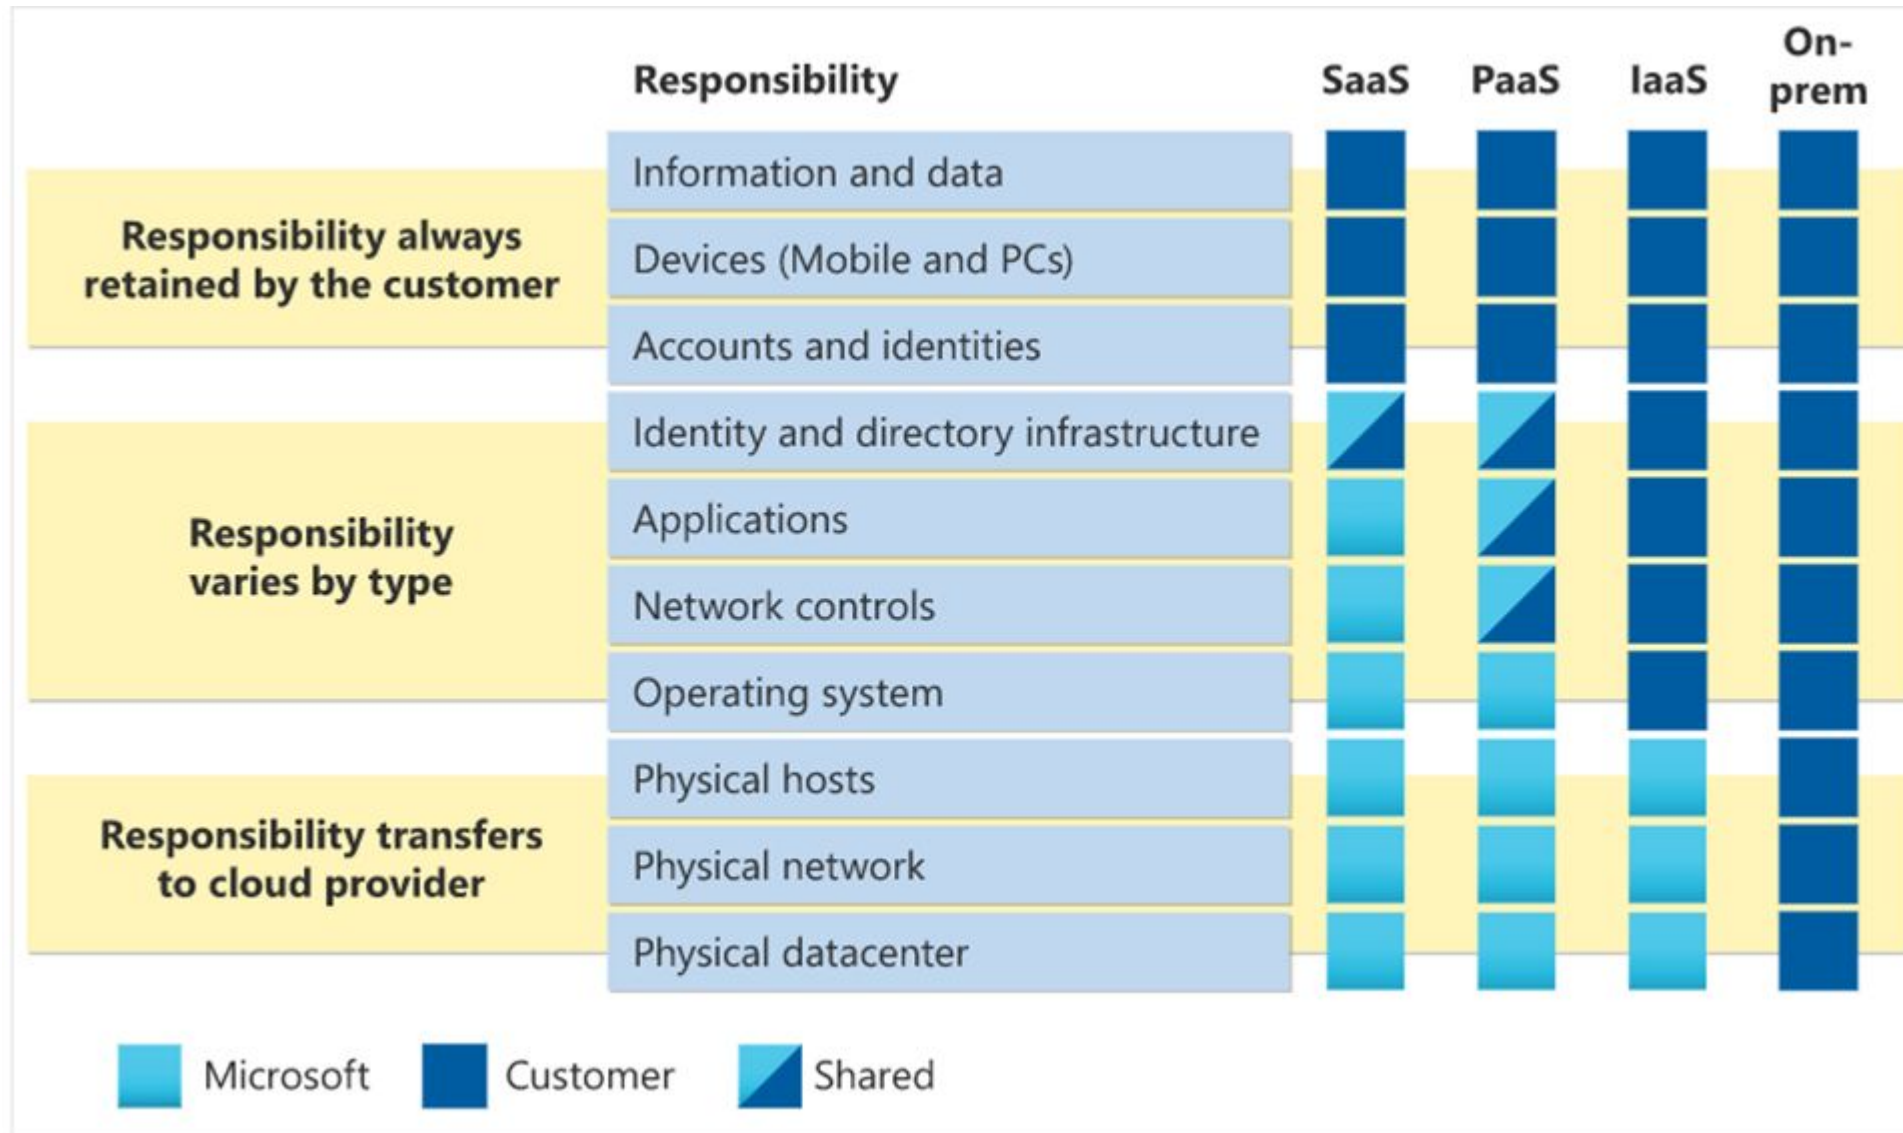 Responsibility
SaaS
PaaS
IaaS
On-
prem
Responsibility always
retained by the customer
Information and data
Devices (Mobile and PCs)
Accounts and identities
Responsibility
varies by type
Identity and directory infrastructure
Applications
Network controls
Operating system
Responsibility transfers
to cloud provider
Physical hosts
Physical network
Physical datacenter
Microsoft
Customer
Shared